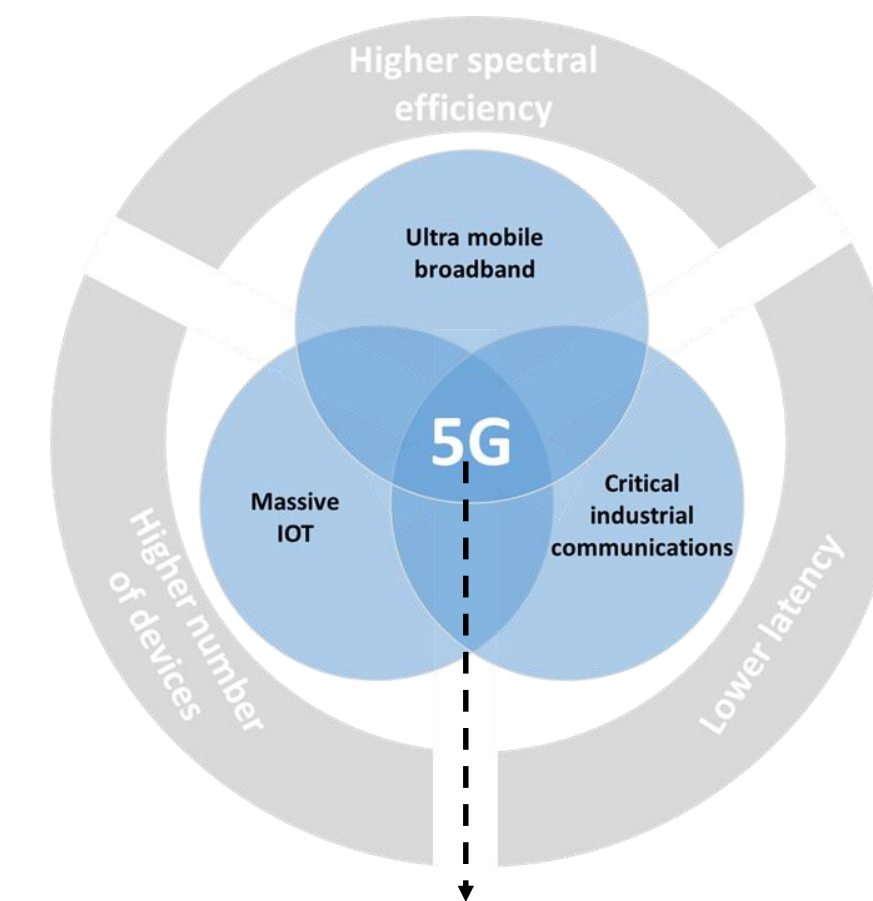 Higher spectral
efficiency
Ultra mobile
broadband
5G
Massive
IOT
Critical
industrial
communications
Higher number
of devices
Lower latency